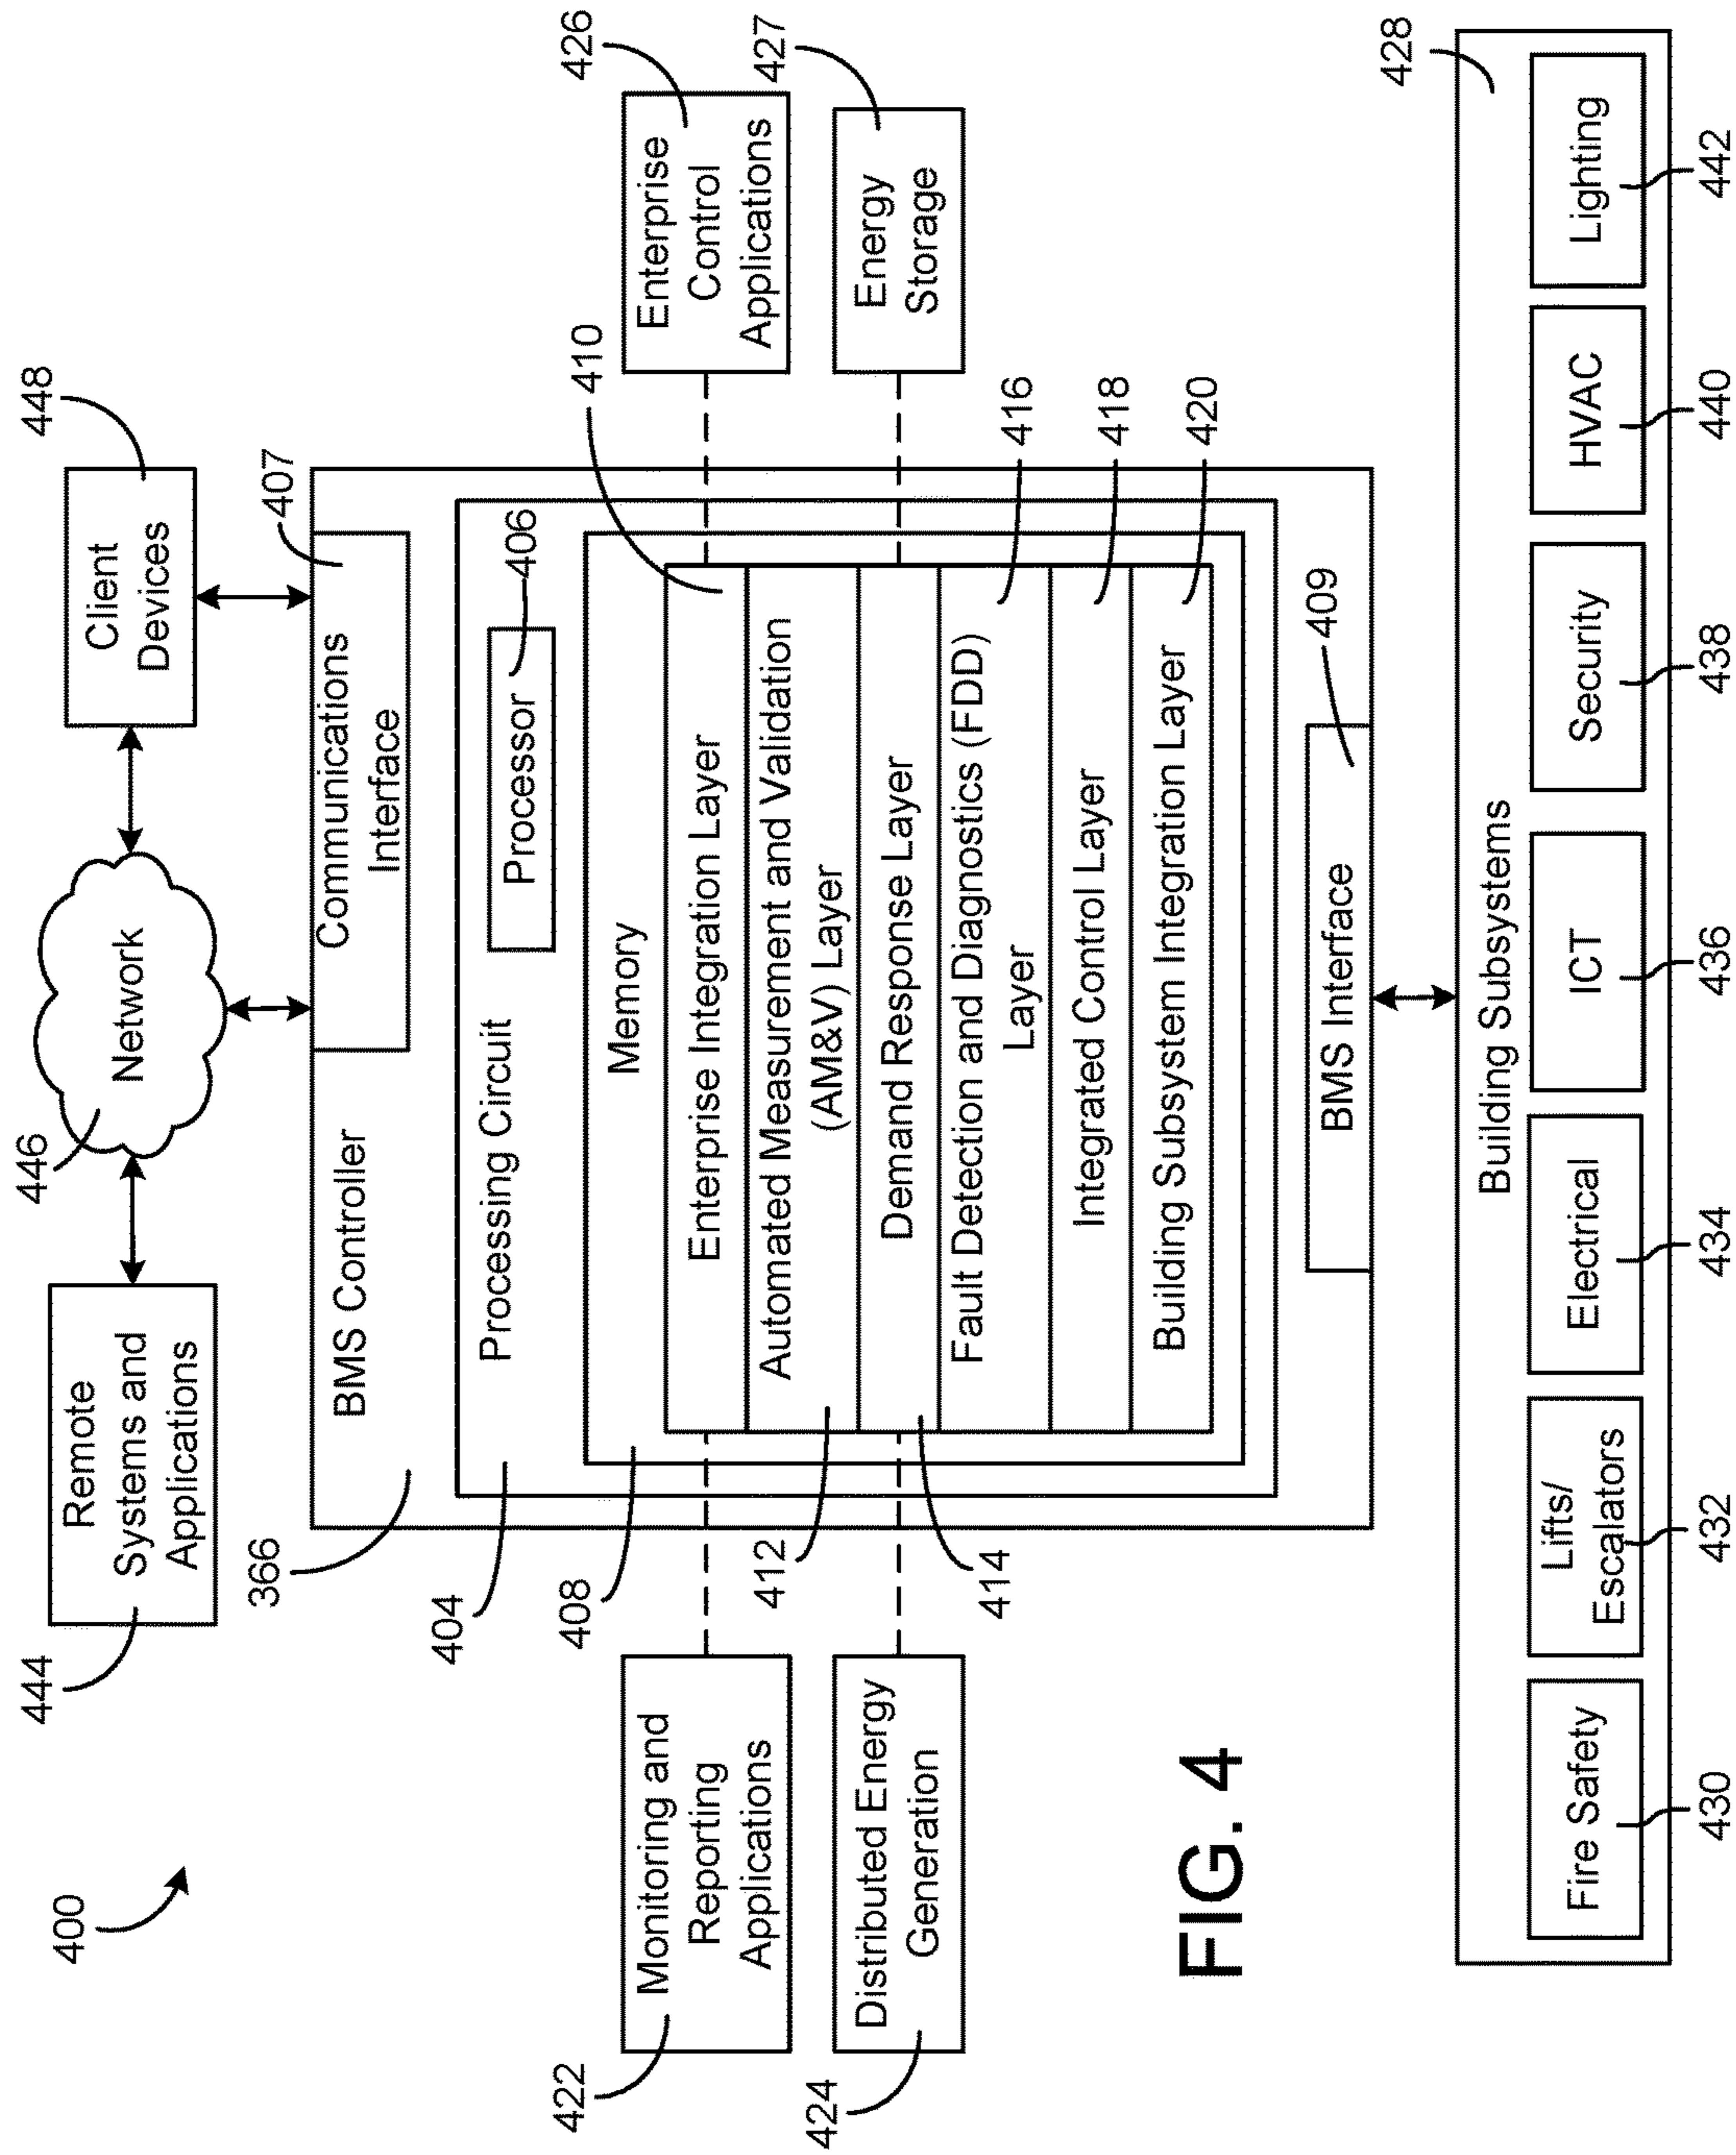 400
444
Remote
Systems and
Applications
446
Network
448
Client
Devices
366
BMS Controller
407
Communications
Interface
404
Processing Circuit
Processor
406
408
Memory
410
Enterprise Integration Layer
Automated Measurement and Validation
(AM&V) Layer
412
Demand Response Layer
414
Fault Detection and Diagnostics (FDD)
Layer
416
Integrated Control Layer
418
Building Subsystem Integration Layer
420
422
Monitoring and
Reporting
Applications
424
Distributed Energy
Generation
426
Enterprise
Control
Applications
427
Energy
Storage
BMS Interface
409
Building Subsystems
428
Fire Safety
Lifts/
Escalators
Electrical
ICT
Security
HVAC
Lighting
430
432
434
436
438
440
442
FIG. 4